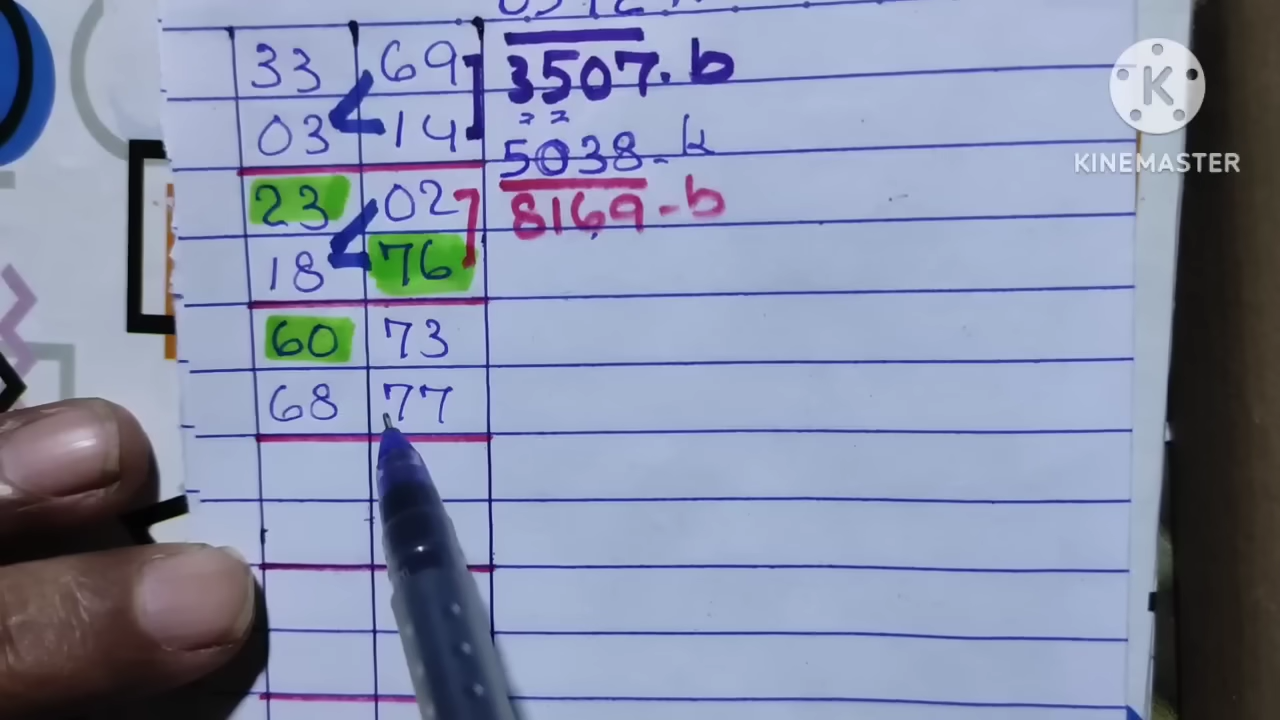 33 69 3507.b
03 14 5038-k
23 02 8169-b
18 76
60 73
68 77
K
KINEMASTER